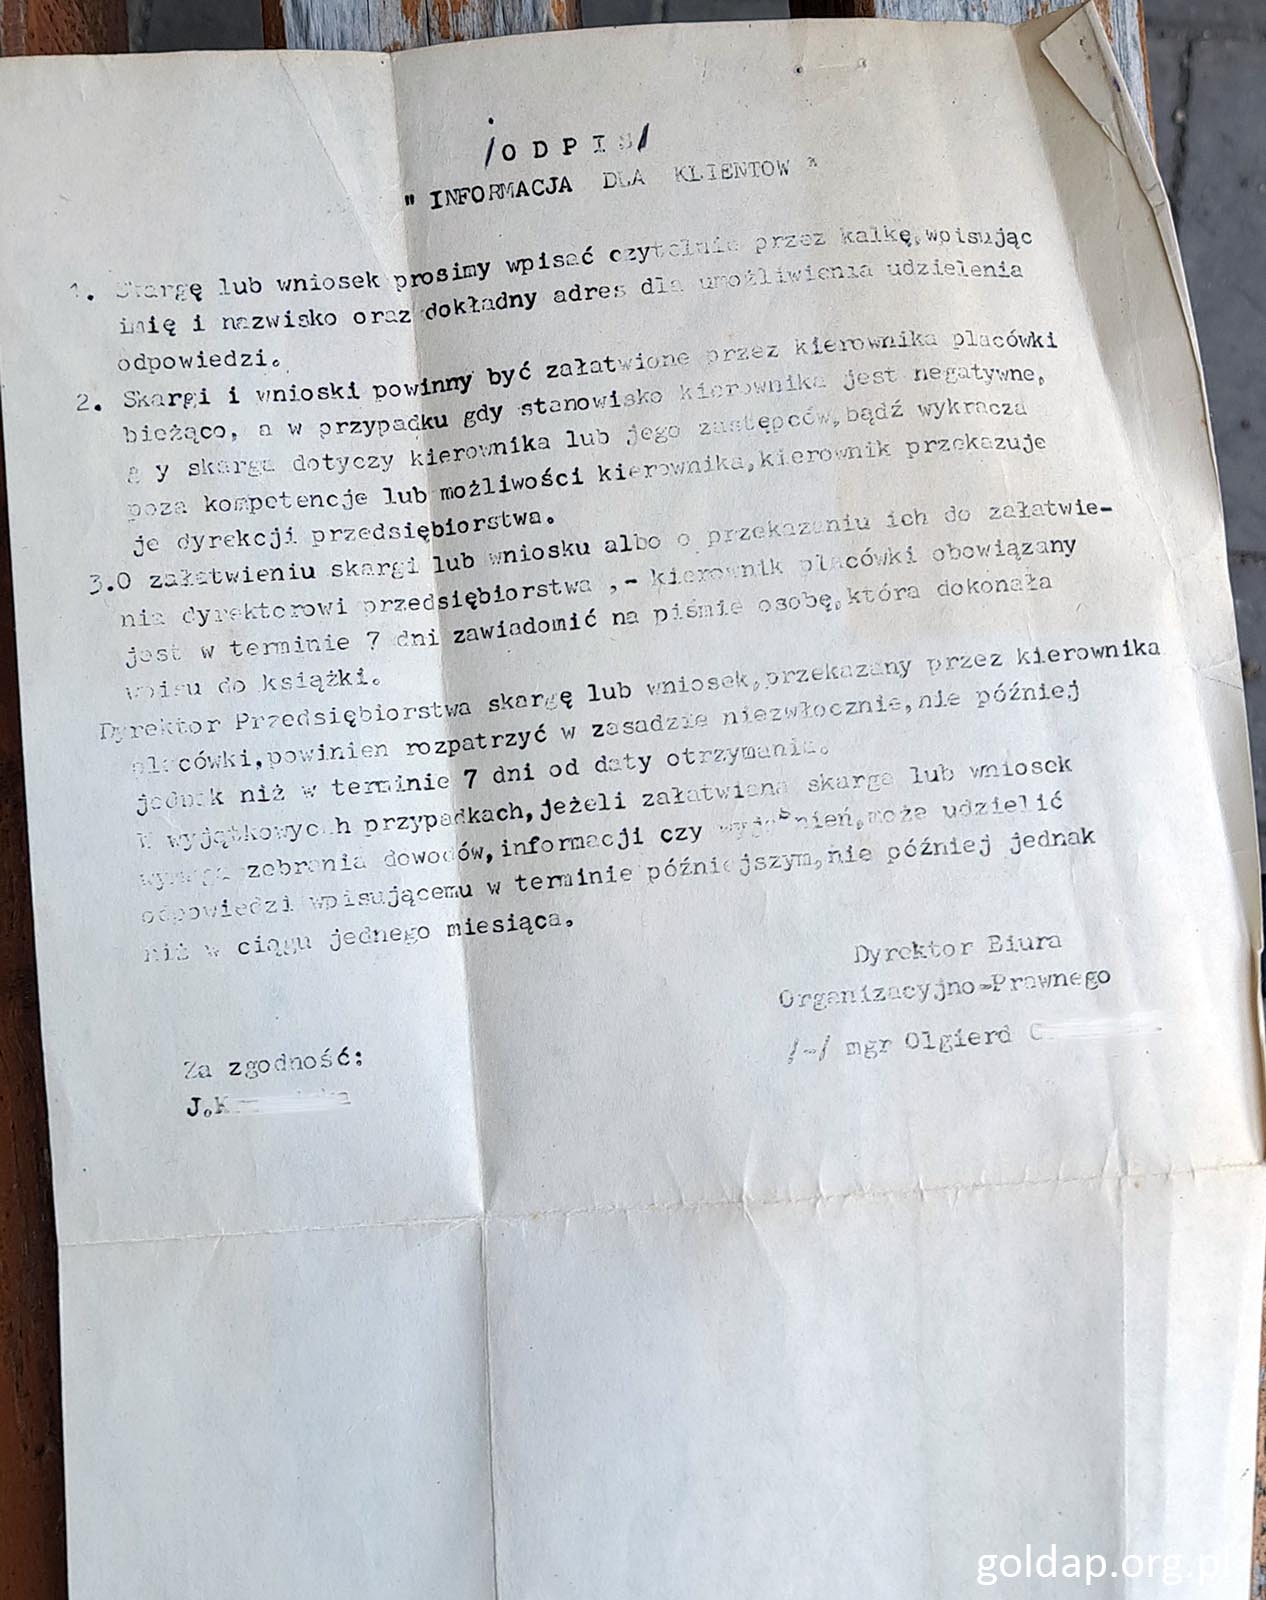 /O D P I S/
" INFORMACJA DLA KLIENTOW "
1. Skargę lub wniosek prosimy wpisać czytelnie przez kalkę, wpisując
imię i nazwisko oraz dokładny adres dla umożliwienia udzielenia
odpowiedzi.
2. Skargi i wnioski powinny być załatwione przez kierownika placówki
bieżąco, a w przypadku gdy stanowisko kierownika jest negatywne,
g y skarga dotyczy kierownika lub jego zastępców, bądź wykracza
poza kompetencje lub możliwości kierownika, kierownik przekazuje
je dyrekcji przedsiębiorstwa.
3.O załatwieniu skargi lub wniosku albo o przekazaniu ich do załatwie-
nia dyrektorowi przedsiębiorstwa ,- kierownik placówki obowiązany
jest w terminie 7 dni zawiadomić na piśmie osobę, która dokonała
wpisu do książki.
Dyrektor Przedsiębiorstwa skargę lub wniosek, przekazany przez kierownika
placówki, powinien rozpatrzyć w zasadzie niezwłocznie, nie później
jednak niż w terminie 7 dni od daty otrzymania.
W wyjątkowych przypadkach, jeżeli załatwiana skarga lub wniosek
wymaga zebrania dowodów, informacji czy wyjaśnień, może udzielić
odpowiedzi wpisującemu w terminie późniejszym, nie później jednak
niż w ciągu jednego miesiąca.
Dyrektor Biura
Organizacyjno-Prawnego
/-/ mgr Olgierd C
Za zgodność:
J.K
goldap.org.pl